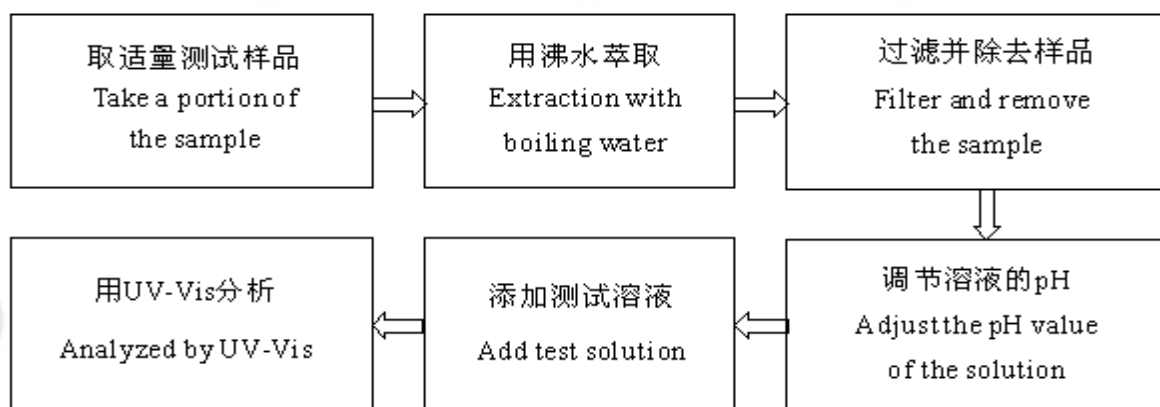 取适量测试样品
Take a portion of
the sample
用沸水萃取
Extraction with
boiling water
过滤并除去样品
Filter and remove
the sample
调节溶液的pH
Adjust the pH value
of the solution
添加测试溶液
Add test solution
用UV-Vis分析
Analyzed by UV-Vis